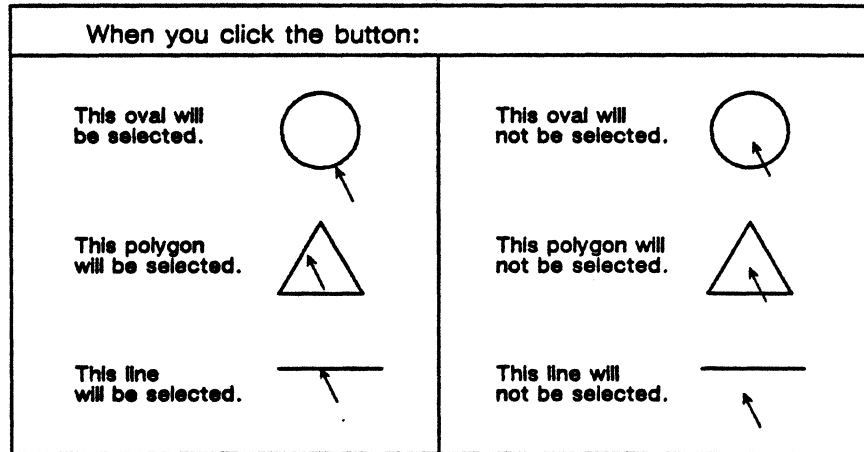 When you click the button:
This oval will
be selected.
This oval will
not be selected.
This polygon
will be selected.
This polygon will
not be selected.
This line
will be selected.
This line will
not be selected.